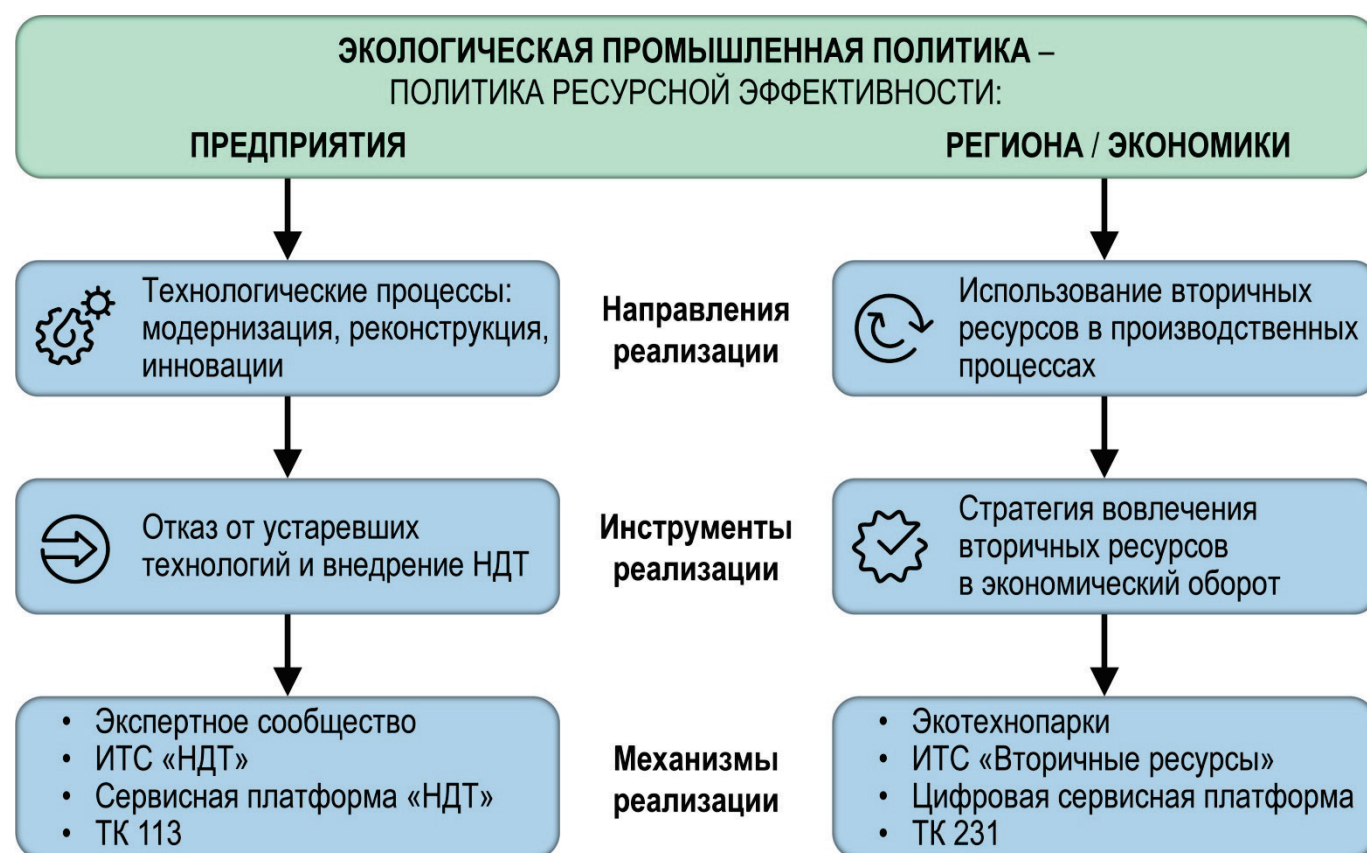 ЭКОЛОГИЧЕСКАЯ ПРОМЫШЛЕННАЯ ПОЛИТИКА –
ПОЛИТИКА РЕСУРСНОЙ ЭФФЕКТИВНОСТИ:
ПРЕДПРИЯТИЯ
РЕГИОНА / ЭКОНОМИКИ
Технологические процессы:
модернизация, реконструкция,
инновации
Направления
реализации
Использование вторичных
ресурсов в производственных
процессах
Отказ от устаревших
технологий и внедрение НДТ
Инструменты
реализации
Стратегия вовлечения
вторичных ресурсов
в экономический оборот
• Экспертное сообщество
• ИТС «НДТ»
• Сервисная платформа «НДТ»
• ТК 113
Механизмы
реализации
• Экотехнопарки
• ИТС «Вторичные ресурсы»
• Цифровая сервисная платформа
• ТК 231